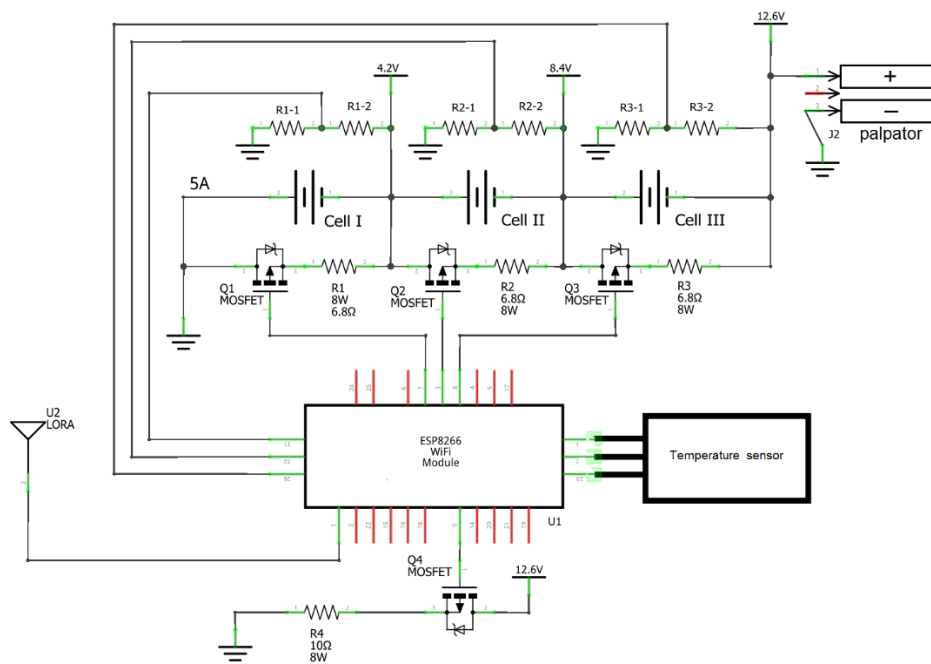 12.6V
4.2V
8.4V
R1-1
R1-2
R2-1
R2-2
R3-1
R3-2
+
−
J2
palpator
5A
Cell I
Cell II
Cell III
Q1
MOSFET
R1
8W
6.8Ω
Q2
MOSFET
R2
6.8Ω
8W
Q3
MOSFET
R3
6.8Ω
8W
U2
LORA
ESP8266
WiFi
Module
U1
Temperature sensor
Q4
MOSFET
12.6V
R4
10Ω
8W